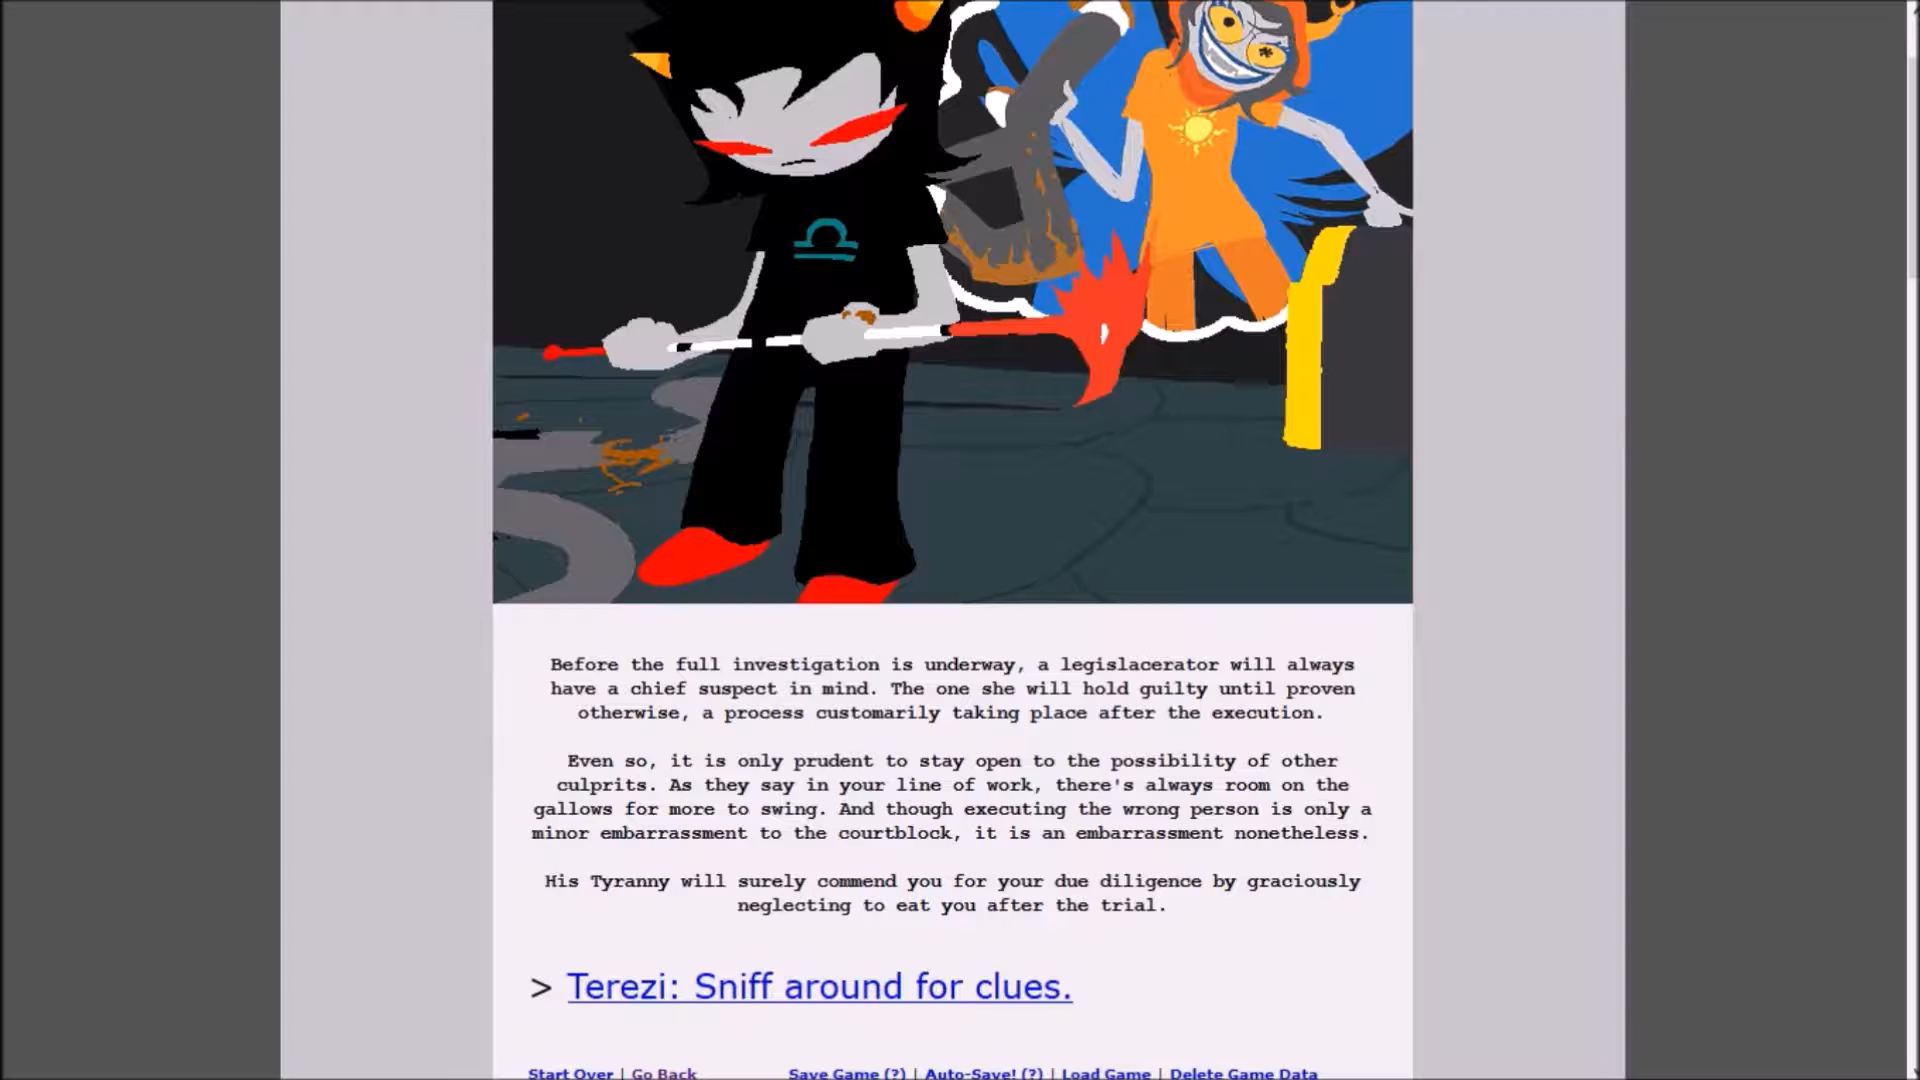 Before the full investigation is underway, a legislacerator will always
have a chief suspect in mind. The one she will hold guilty until proven
otherwise, a process customarily taking place after the execution.
Even so, it is only prudent to stay open to the possibility of other
culprits. As they say in your line of work, there's always room on the
gallows for more to swing. And though executing the wrong person is only a
minor embarrassment to the courtblock, it is an embarrassment nonetheless.
His Tyranny will surely commend you for your due diligence by graciously
neglecting to eat you after the trial.
> Terezi: Sniff around for clues.
Start Over | Go Back Save Game (?) | Auto-Save! (?) | Load Game | Delete Game Data